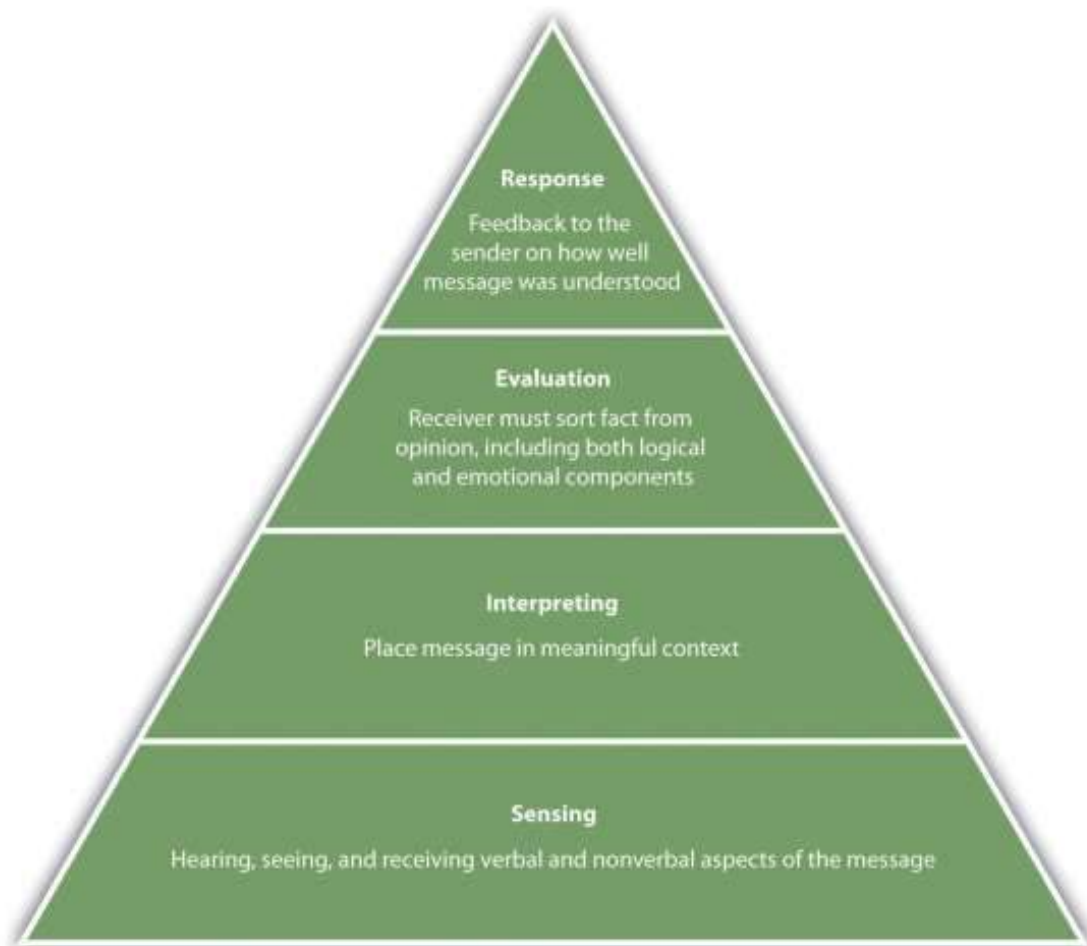 Response
Feedback to the
sender on how well
message was understood
Evaluation
Receiver must sort fact from
opinion, including both logical
and emotional components
Interpreting
Place message in meaningful context
Sensing
Hearing, seeing, and receiving verbal and nonverbal aspects of the message